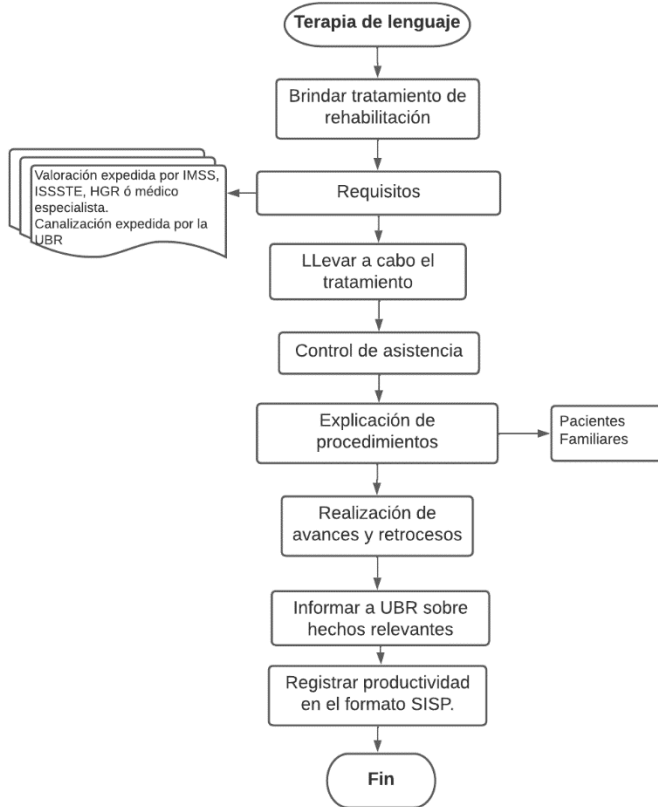 Terapia de lenguaje
Brindar tratamiento de
rehabilitación
Valoración expedida por IMSS,
ISSSTE, HGR ó médico
especialista.
Canalización expedida por la
UBR
Requisitos
LLevar a cabo el
tratamiento
Control de asistencia
Explicación de
procedimientos
Pacientes
Familiares
Realización de
avances y retrocesos
Informar a UBR sobre
hechos relevantes
Registrar productividad
en el formato SISP.
Fin